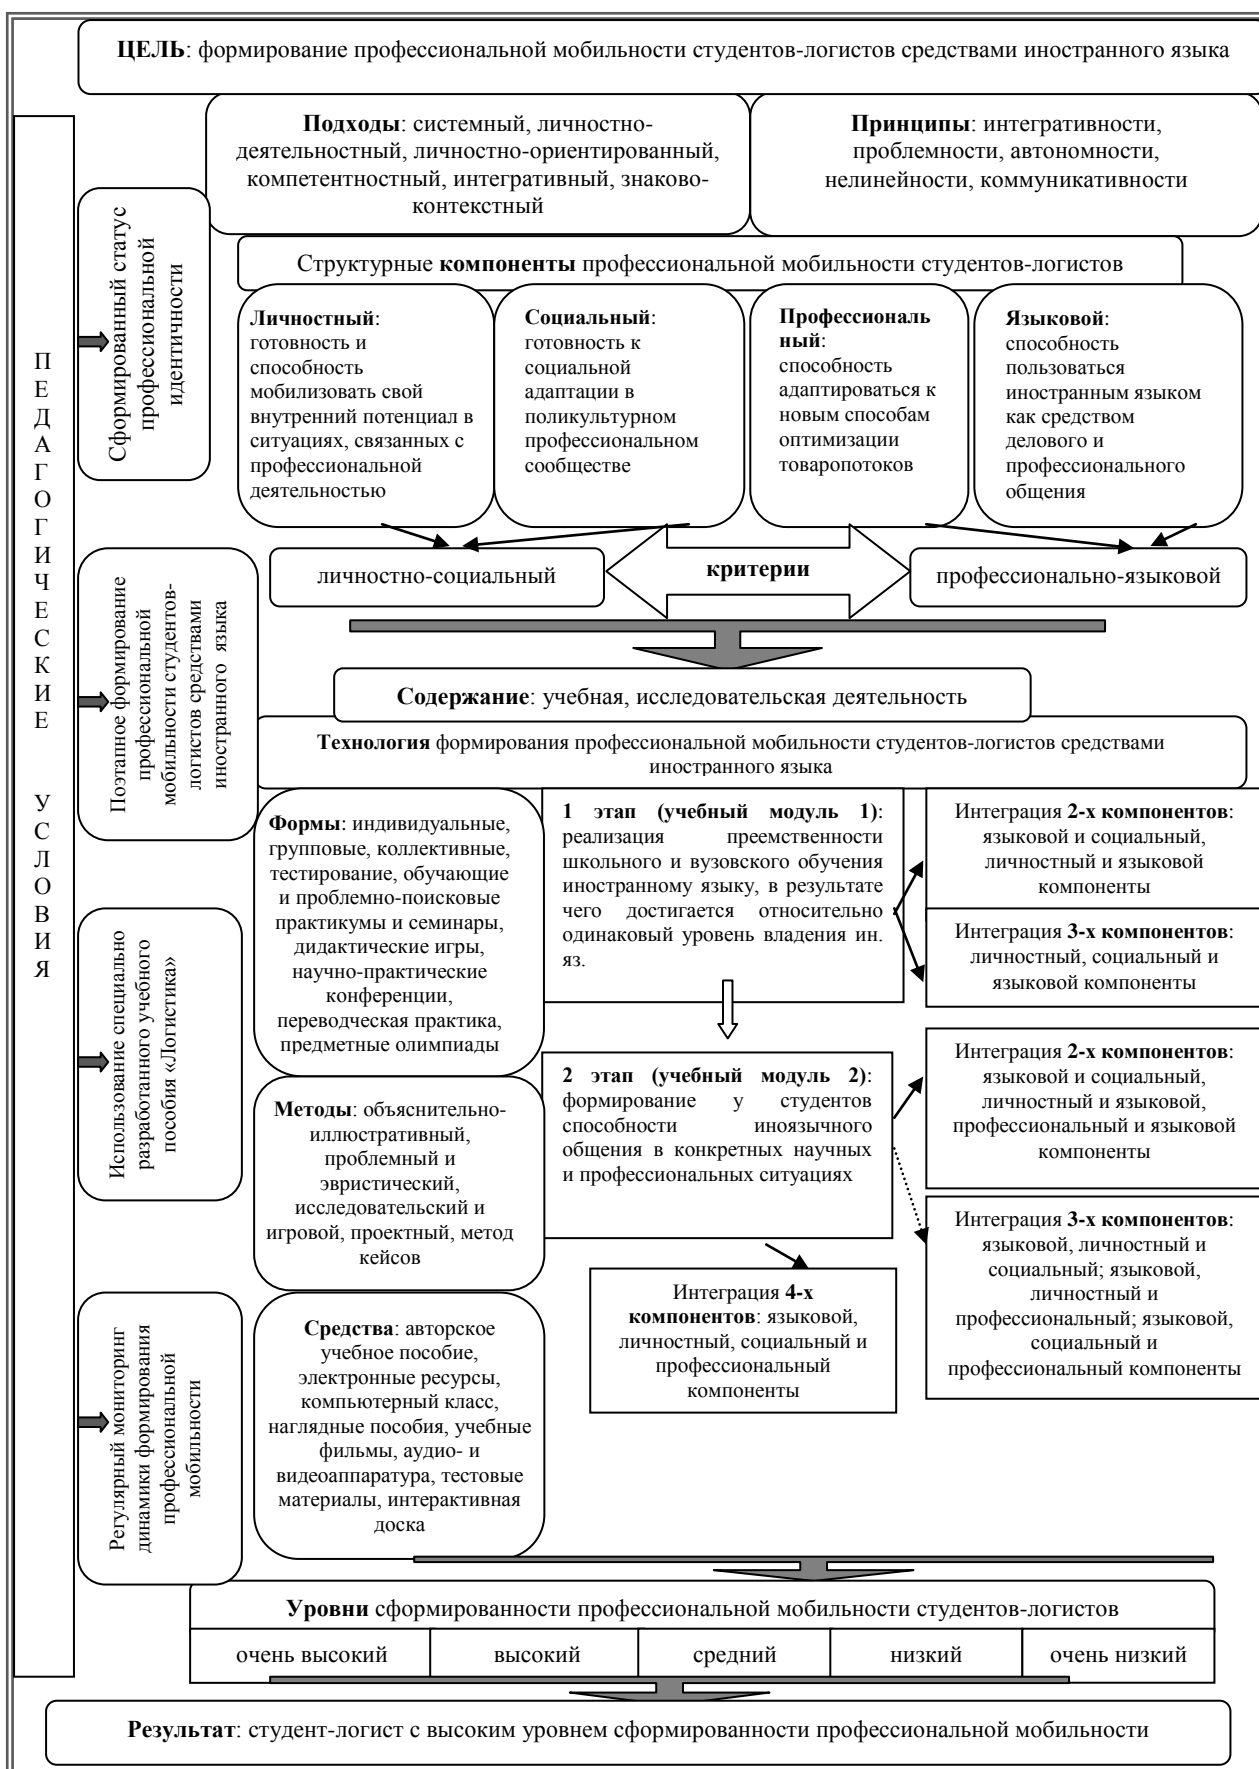 ЦЕЛЬ: формирование профессиональной мобильности студентов-логистов средствами иностранного языка
Подходы: системный, личностно-
деятельностный, личностно-ориентированный,
компетентностный, интегративный, знаково-
контекстный
Принципы: интегративности,
проблемности, автономности,
нелинейности, коммуникативности
ПЕДАГОГИЧЕСКИЕ УСЛОВИЯ
Сформированный статус
профессиональной
идентичности
Поэтапное формирование
профессиональной
мобильности студентов-
логистов средствами
иностранного языка
Использование специально
разработанного учебного
пособия «Логистика»
Регулярный мониторинг
динамики формирования
профессиональной
мобильности
Структурные компоненты профессиональной мобильности студентов-логистов
Личностный:
готовность и
способность
мобилизовать свой
внутренний потенциал в
ситуациях, связанных с
профессиональной
деятельностью
Социальный:
готовность к
социальной
адаптации в
поликультурном
профессиональном
сообществе
Профессиональ
ный:
способность
адаптироваться к
новым способам
оптимизации
товаропотоков
Языковой:
способность
пользоваться
иностранным языком
как средством
делового и
профессионального
общения
личностно-социальный
критерии
профессионально-языковой
Содержание: учебная, исследовательская деятельность
Технология формирования профессиональной мобильности студентов-логистов средствами
иностранного языка
Формы: индивидуальные,
групповые, коллективные,
тестирование, обучающие
и проблемно-поисковые
практикумы и семинары,
дидактические игры,
научно-практические
конференции,
переводческая практика,
предметные олимпиады
Методы: объяснительно-
иллюстративный,
проблемный и
эвристический,
исследовательский и
игровой, проектный, метод
кейсов
Средства: авторское
учебное пособие,
электронные ресурсы,
компьютерный класс,
наглядные пособия, учебные
фильмы, аудио- и
видеоаппаратура, тестовые
материалы, интерактивная
доска
1 этап (учебный модуль 1):
реализация преемственности
школьного и вузовского обучения
иностранному языку, в результате
чего достигается относительно
одинаковый уровень владения ин.
яз.
2 этап (учебный модуль 2):
формирование у студентов
способности иноязычного
общения в конкретных научных
и профессиональных ситуациях
Интеграция 4-х
компонентов: языковой,
личностный, социальный и
профессиональный
компоненты
Интеграция 2-х компонентов:
языковой и социальный,
личностный и языковой
компоненты
Интеграция 3-х компонентов:
личностный, социальный и
языковой компоненты
Интеграция 2-х компонентов:
языковой и социальный,
личностный и языковой,
профессиональный и языковой
компоненты
Интеграция 3-х компонентов:
языковой, личностный и
социальный; языковой,
личностный и
профессиональный; языковой,
социальный и
профессиональный компоненты
Уровни сформированности профессиональной мобильности студентов-логистов
очень высокий
высокий
средний
низкий
очень низкий
Результат: студент-логист с высоким уровнем сформированности профессиональной мобильности